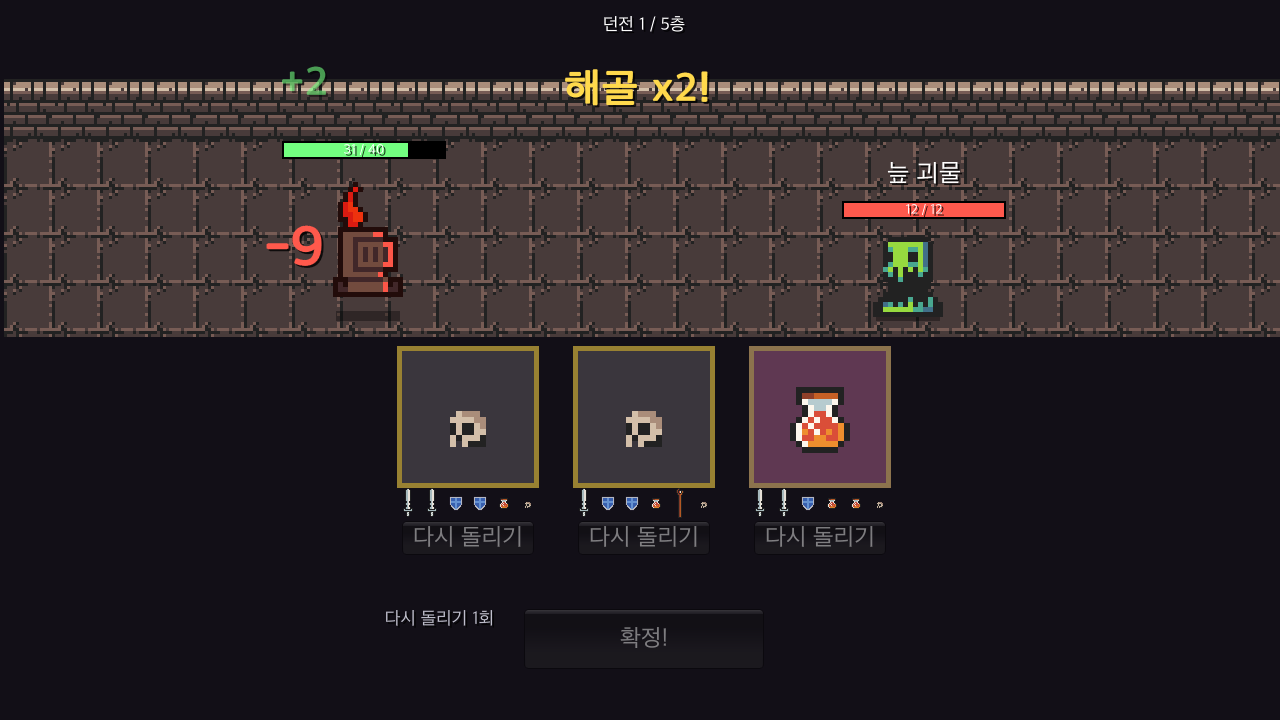 던전 1 / 5층
+2
해골 x2!
31 / 40
늪 괴물
12 / 12
-9
다시 돌리기
다시 돌리기
다시 돌리기
다시 돌리기 1회
확정!